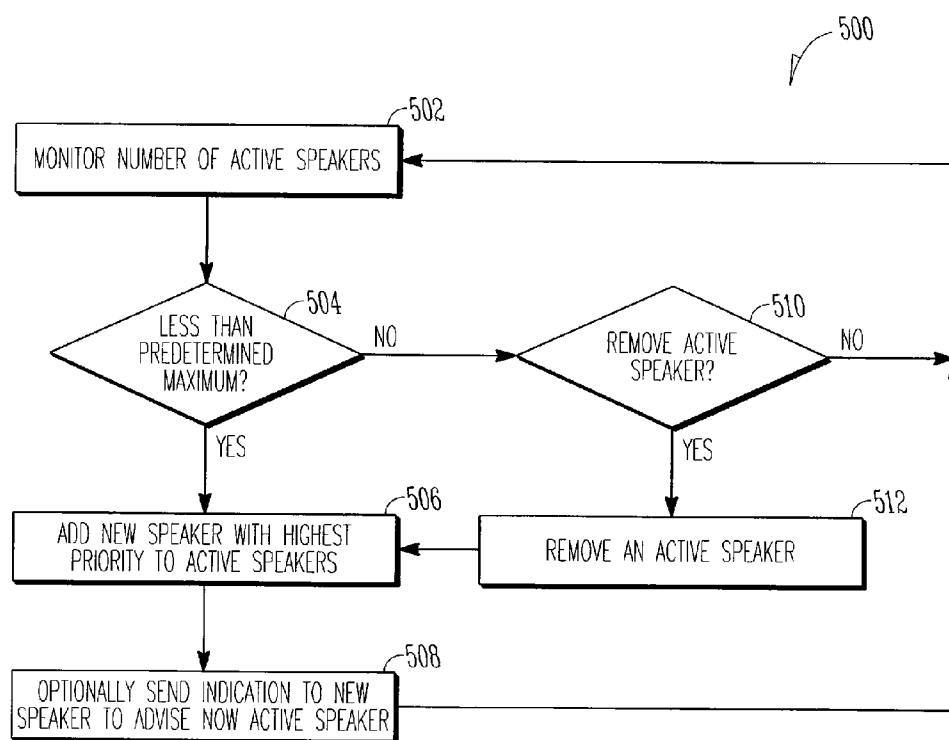 500
502
MONITOR NUMBER OF ACTIVE SPEAKERS
504
LESS THAN
PREDETERMINED
MAXIMUM?
NO
YES
510
REMOVE ACTIVE
SPEAKER?
NO
YES
506
ADD NEW SPEAKER WITH HIGHEST
PRIORITY TO ACTIVE SPEAKERS
512
REMOVE AN ACTIVE SPEAKER
508
OPTIONALLY SEND INDICATION TO NEW
SPEAKER TO ADVISE NOW ACTIVE SPEAKER